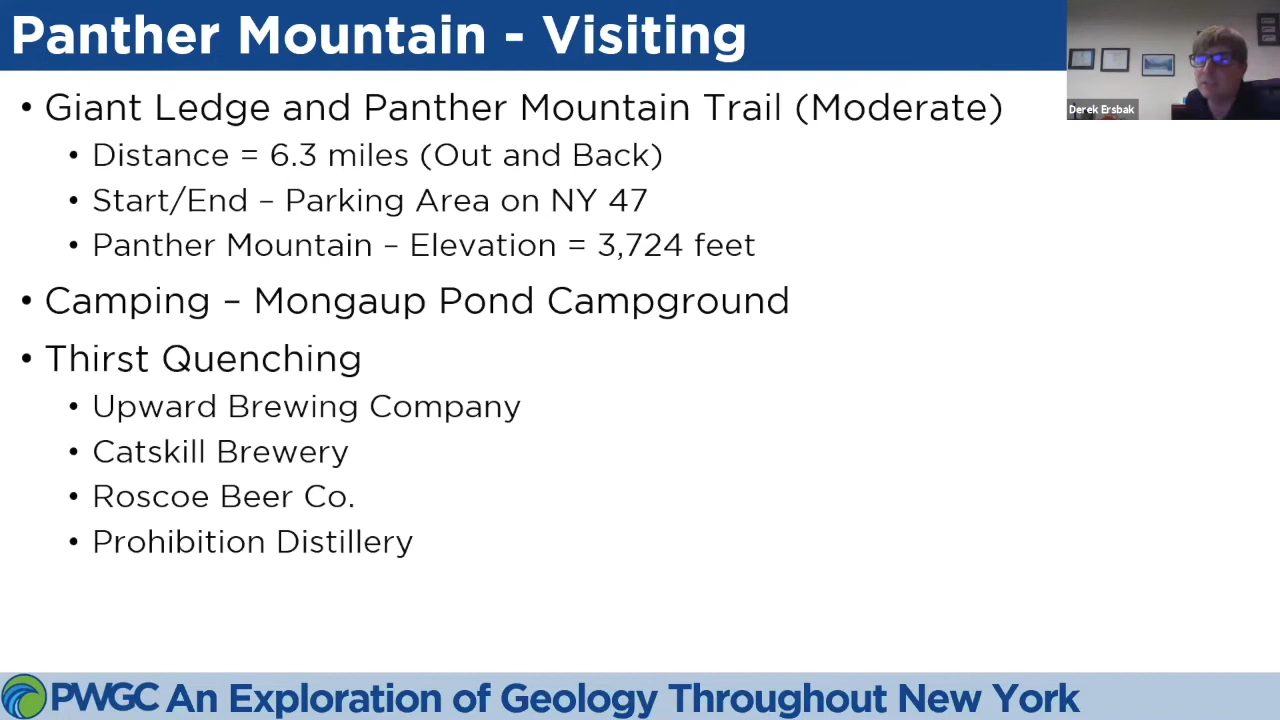 Panther Mountain - Visiting
Derek Ersbak
• Giant Ledge and Panther Mountain Trail (Moderate)
• Distance = 6.3 miles (Out and Back)
• Start/End – Parking Area on NY 47
• Panther Mountain – Elevation = 3,724 feet
• Camping – Mongaup Pond Campground
• Thirst Quenching
• Upward Brewing Company
• Catskill Brewery
• Roscoe Beer Co.
• Prohibition Distillery
PWGC An Exploration of Geology Throughout New York